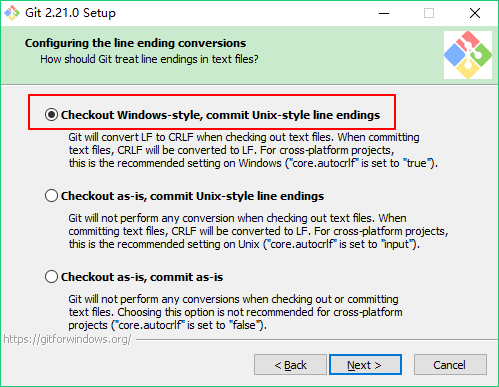 Git 2.21.0 Setup
Configuring the line ending conversions
How should Git treat line endings in text files?
Checkout Windows-style, commit Unix-style line endings
Git will convert LF to CRLF when checking out text files. When committing
text files, CRLF will be converted to LF. For cross-platform projects,
this is the recommended setting on Windows ("core.autocrlf" is set to "true").
Checkout as-is, commit Unix-style line endings
Git will not perform any conversion when checking out text files. When
committing text files, CRLF will be converted to LF. For cross-platform projects,
this is the recommended setting on Unix ("core.autocrlf" is set to "input").
Checkout as-is, commit as-is
Git will not perform any conversions when checking out or committing
text files. Choosing this option is not recommended for cross-platform
projects ("core.autocrlf" is set to "false").
https://gitforwindows.org/
< Back
Next >
Cancel